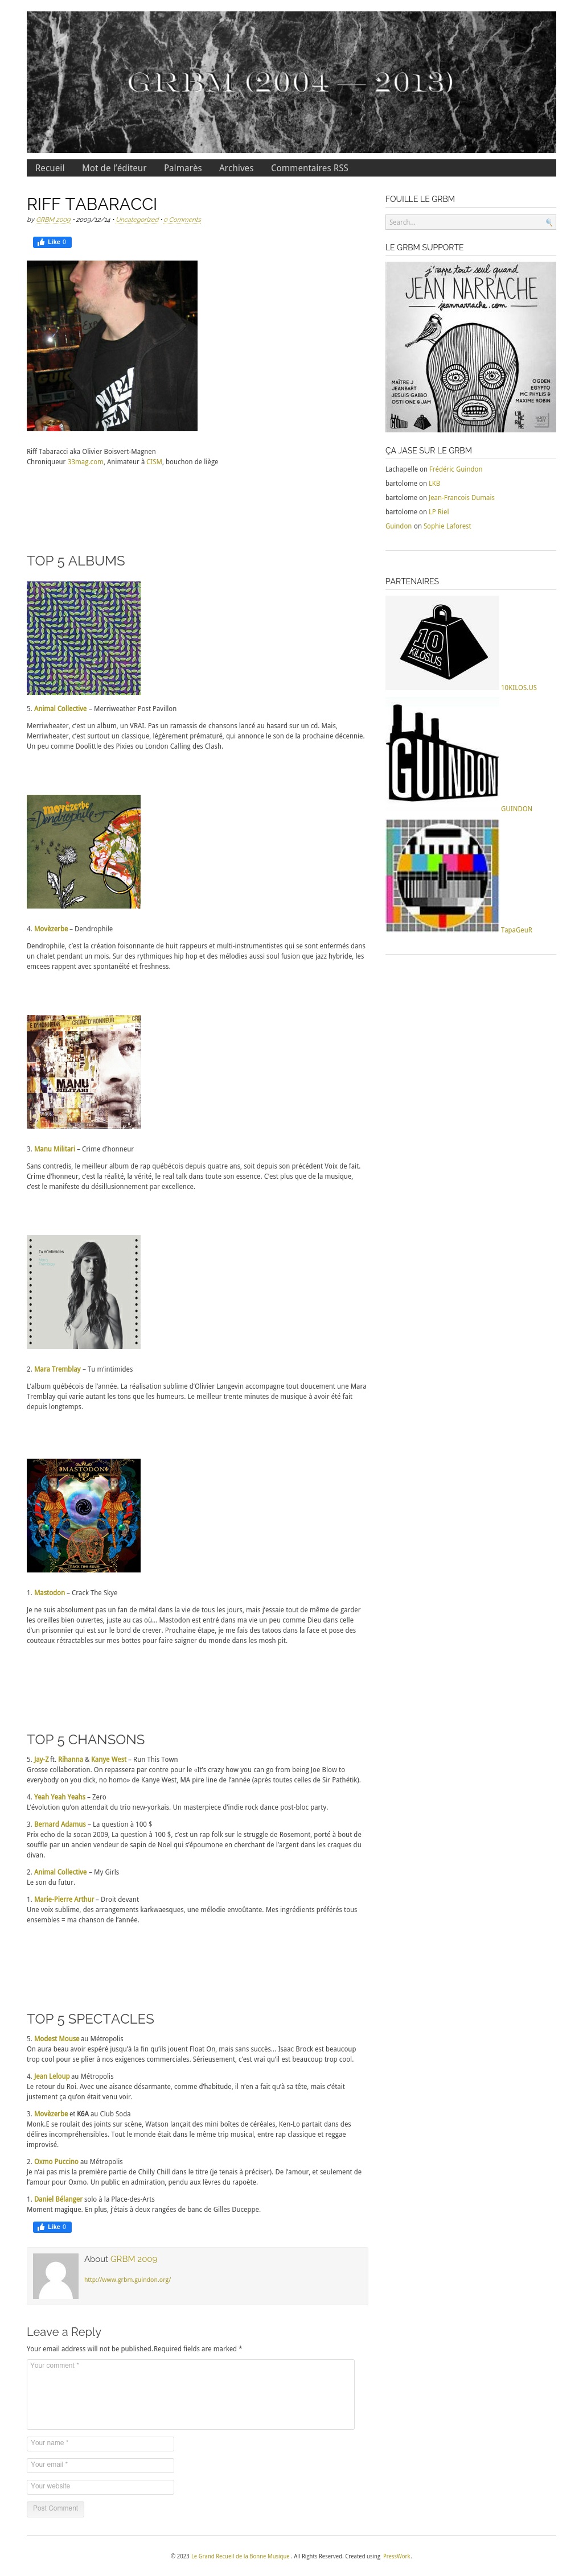 GRBM (2004 — 2013)
Recueil Mot de l'éditeur Palmarès Archives Commentaires RSS
RIFF TABARACCI
by GRBM 2009 • 2009/12/14 • Uncategorized • 0 Comments
Like 0
Riff Tabaracci aka Olivier Boisvert-Magnen
Chroniqueur 33mag.com, Animateur à CISM, bouchon de liège
TOP 5 ALBUMS
5. Animal Collective – Merriweather Post Pavillon
Merriwheater, c'est un album, un VRAI. Pas un ramassis de chansons lancé au hasard sur un cd. Mais,
Merriwheater, c'est surtout un classique, légèrement prématuré, qui annonce le son de la prochaine décennie.
Un peu comme Doolittle des Pixies ou London Calling des Clash.
movèzerbe
Dendrophile
4. Movèzerbe – Dendrophile
Dendrophile, c'est la création foisonnante de huit rappeurs et multi-instrumentistes qui se sont enfermés dans
un chalet pendant un mois. Sur des rythmiques hip hop et des mélodies aussi soul fusion que jazz hybride, les
emcees rappent avec spontanéité et freshness.
CRIME D'HONNEUR
MANU
MILITARI
3. Manu Militari – Crime d'honneur
Sans contredis, le meilleur album de rap québécois depuis quatre ans, soit depuis son précédent Voix de fait.
Crime d'honneur, c'est la réalité, la vérité, le real talk dans toute son essence. C'est plus que de la musique,
c'est le manifeste du désillusionnement par excellence.
Tu m'intimides
2. Mara Tremblay – Tu m'intimides
L'album québécois de l'année. La réalisation sublime d'Olivier Langevin accompagne tout doucement une Mara
Tremblay qui varie autant les tons que les humeurs. Le meilleur trente minutes de musique à avoir été fait
depuis longtemps.
MASTODON
CRACK THE SKYE
1. Mastodon – Crack The Skye
Je ne suis absolument pas un fan de métal dans la vie de tous les jours, mais j'essaie tout de même de garder
les oreilles bien ouvertes, juste au cas où… Mastodon est entré dans ma vie un peu comme Dieu dans celle
d'un prisonnier qui est sur le bord de crever. Prochaine étape, je me fais des tatoos dans la face et pose des
couteaux rétractables sur mes bottes pour faire saigner du monde dans les mosh pit.
TOP 5 CHANSONS
5. Jay-Z ft. Rihanna & Kanye West – Run This Town
Grosse collaboration. On repassera par contre pour le «It's crazy how you can go from being Joe Blow to
everybody on you dick, no homo» de Kanye West, MA pire line de l'année (après toutes celles de Sir Pathétik).
4. Yeah Yeah Yeahs – Zero
L'évolution qu'on attendait du trio new-yorkais. Un masterpiece d'indie rock dance post-bloc party.
3. Bernard Adamus – La question à 100 $
Prix echo de la socan 2009, La question à 100 $, c'est un rap folk sur le struggle de Rosemont, porté à bout de
souffle par un ancien vendeur de sapin de Noel qui s'époumone en cherchant de l'argent dans les craques du
divan.
2. Animal Collective – My Girls
Le son du futur.
1. Marie-Pierre Arthur – Droit devant
Une voix sublime, des arrangements karkwaesques, une mélodie envoûtante. Mes ingrédients préférés tous
ensembles = ma chanson de l'année.
TOP 5 SPECTACLES
5. Modest Mouse au Métropolis
On aura beau avoir espéré jusqu'à la fin qu'ils jouent Float On, mais sans succès… Isaac Brock est beaucoup
trop cool pour se plier à nos exigences commerciales. Sérieusement, c'est vrai qu'il est beaucoup trop cool.
4. Jean Leloup au Métropolis
Le retour du Roi. Avec une aisance désarmante, comme d'habitude, il n'en a fait qu'à sa tête, mais c'était
justement ça qu'on était venu voir.
3. Movèzerbe et K6A au Club Soda
Monk.E se roulait des joints sur scène, Watson lançait des mini boîtes de céréales, Ken-Lo partait dans des
délires incompréhensibles. Tout le monde était dans le même trip musical, entre rap classique et reggae
improvisé.
2. Oxmo Puccino au Métropolis
Je n'ai pas mis la première partie de Chilly Chill dans le titre (je tenais à préciser). De l'amour, et seulement de
l'amour pour Oxmo. Un public en admiration, pendu aux lèvres du rapoète.
1. Daniel Bélanger solo à la Place-des-Arts
Moment magique. En plus, j'étais à deux rangées de banc de Gilles Duceppe.
Like 0
About GRBM 2009
http://www.grbm.guindon.org/
Leave a Reply
Your email address will not be published.Required fields are marked *
Your comment *
Your name *
Your email *
Your website
Post Comment
FOUILLE LE GRBM
Search...
LE GRBM SUPPORTE
j'rappe tout seul quand
JEAN NARRACHE
jeannarrache.com
MAÎTRE J
JEANBART
JESUIS GABBO
OSTI ONE & JAM
OGDEN
EGYPTO
MC PHYLIS &
MAXIME ROBIN
ÇA JASE SUR LE GRBM
Lachapelle on Frédéric Guindon
bartolome on LKB
bartolome on Jean-Francois Dumais
bartolome on LP Riel
Guindon on Sophie Laforest
PARTENAIRES
10
KILOS.US
10KILOS.US
GUINDON
GUINDON
TapaGeuR
© 2023 Le Grand Recueil de la Bonne Musique . All Rights Reserved. Created using PressWork.